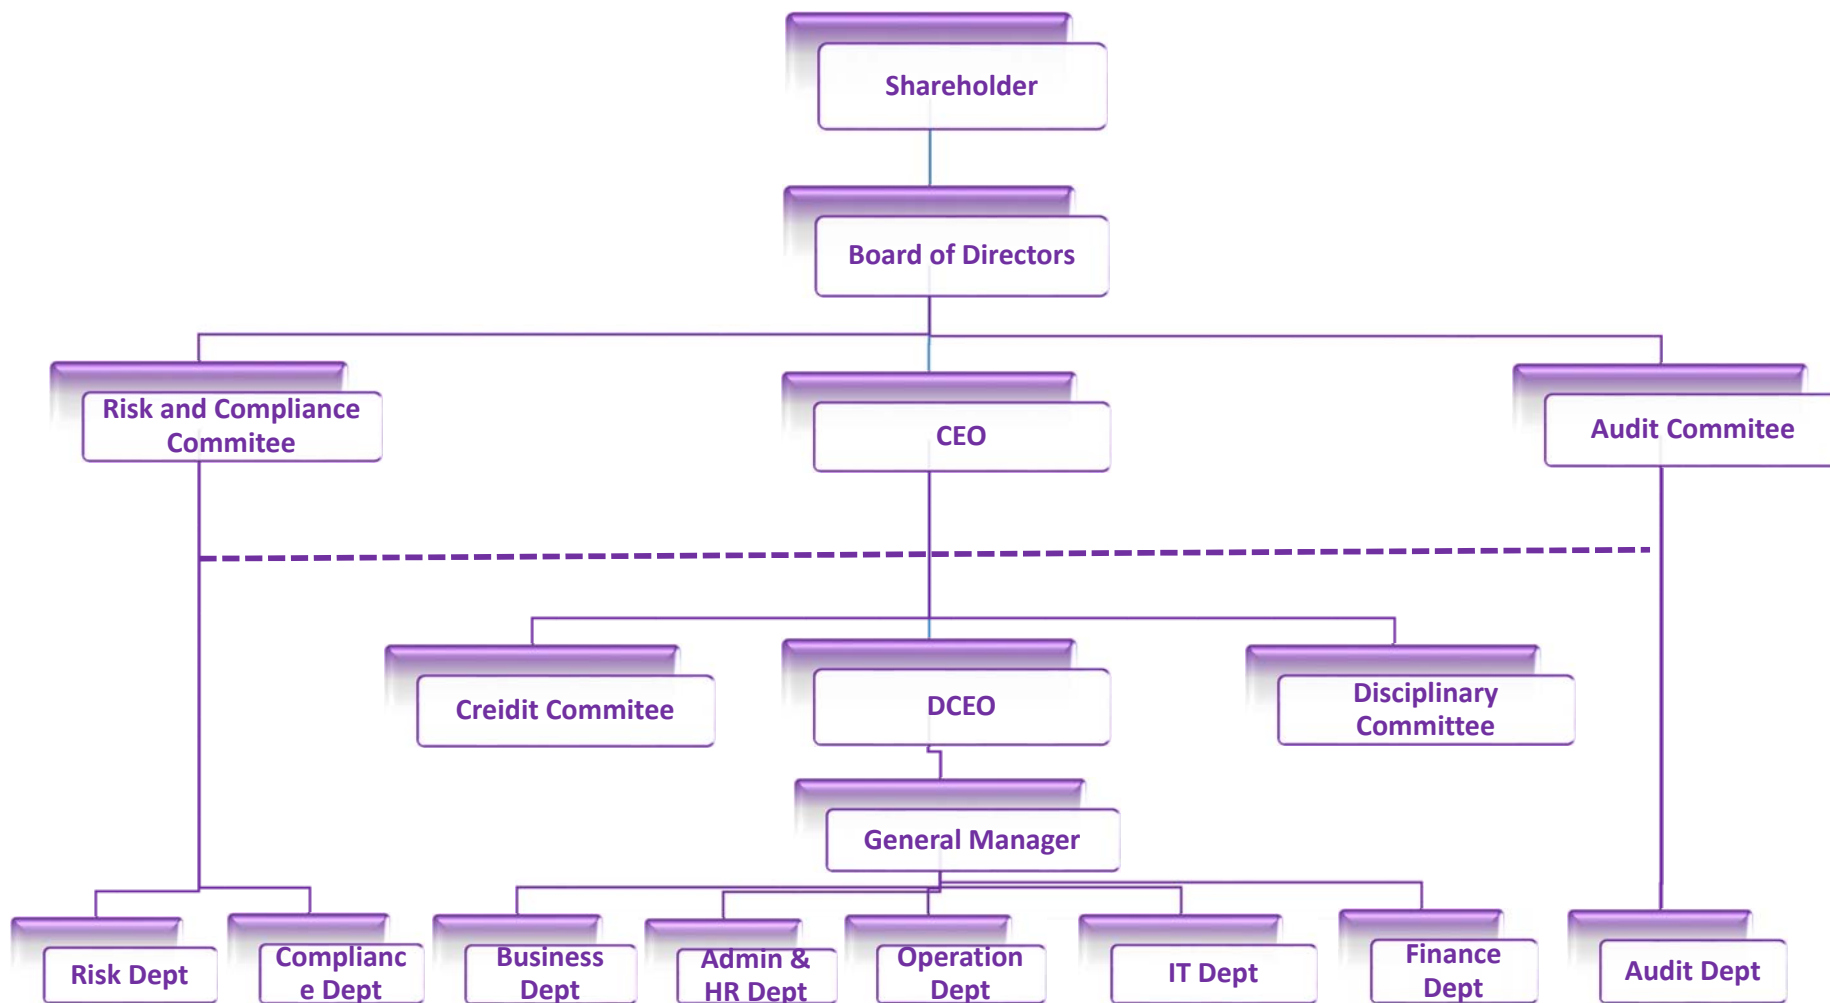 Shareholder
Board of Directors
Risk and Compliance
Commitee
CEO
Audit Commitee
Creidit Commitee
DCEO
Disciplinary
Committee
General Manager
Risk Dept
Complianc
e Dept
Business
Dept
Admin &
HR Dept
Operation
Dept
IT Dept
Finance
Dept
Audit Dept